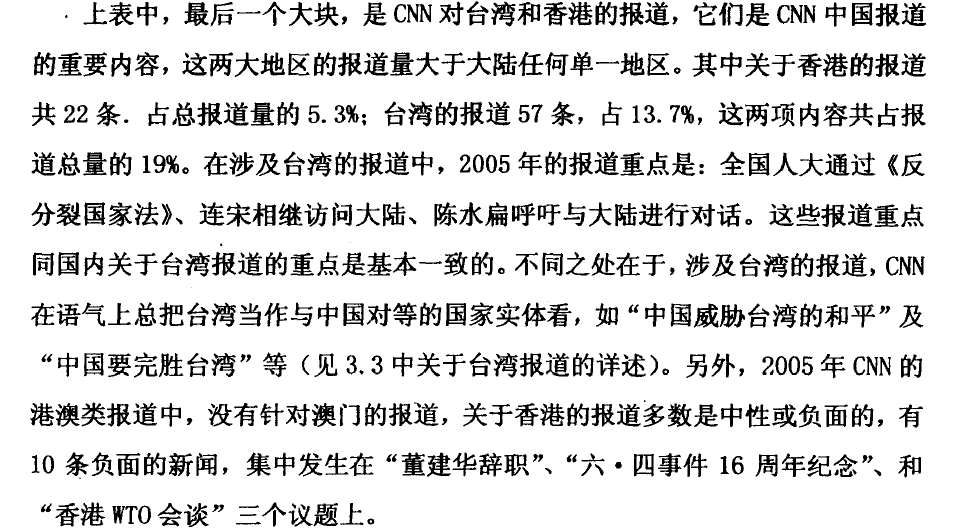 上表中，最后一个大块，是 CNN 对台湾和香港的报道，它们是 CNN 中国报道
的重要内容，这两大地区的报道量大于大陆任何单一地区。其中关于香港的报道
共 22 条．占总报道量的 5.3%；台湾的报道 57 条，占 13.7%，这两项内容共占报
道总量的 19%。在涉及台湾的报道中，2005 年的报道重点是：全国人大通过《反
分裂国家法》、连宋相继访问大陆、陈水扁呼吁与大陆进行对话。这些报道重点
同国内关于台湾报道的重点是基本一致的。不同之处在于，涉及台湾的报道，CNN
在语气上总把台湾当作与中国对等的国家实体看，如“中国威胁台湾的和平”及
“中国要完胜台湾”等（见 3.3 中关于台湾报道的详述）。另外，2005 年 CNN 的
港澳类报道中，没有针对澳门的报道，关于香港的报道多数是中性或负面的，有
10 条负面的新闻，集中发生在“董建华辞职”、“六·四事件 16 周年纪念”、和
“香港 WTO 会谈”三个议题上。